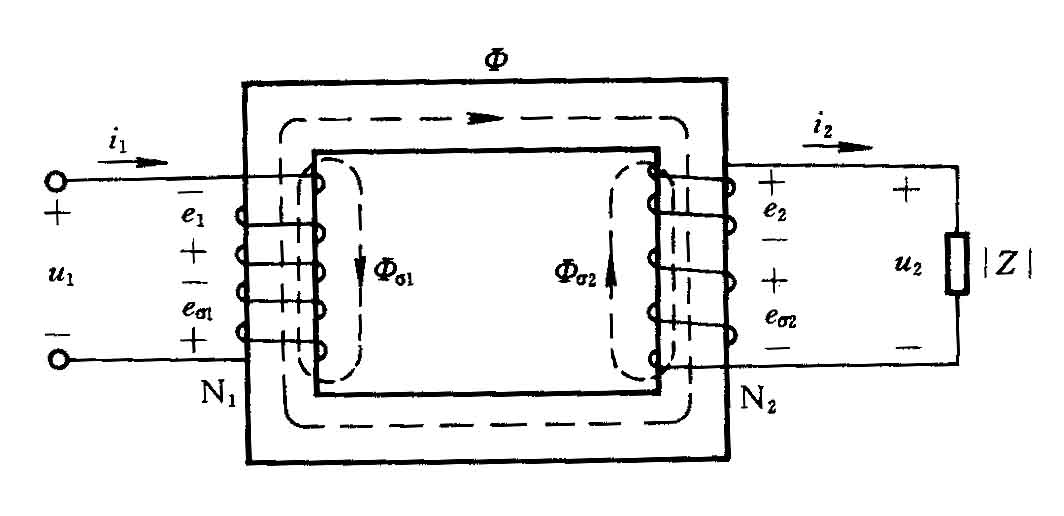 Φ
i₁
i₂
− + −
e₁ e₂
+ + − +
u₁ Φσ1 Φσ2 u₂ |Z|
− +
eσ1 eσ2
− + − −
N₁ N₂